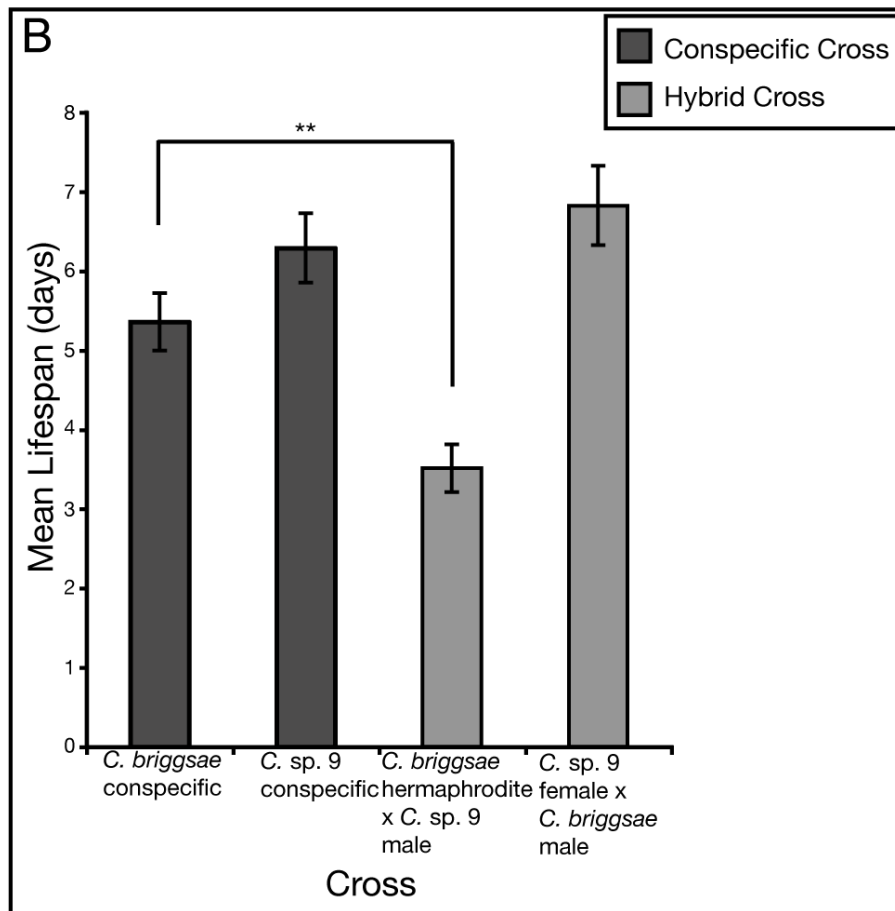 B
Conspecific Cross
Hybrid Cross
**
8
7
6
5
4
3
2
1
0
Mean Lifespan (days)
C. briggsae
conspecific
C. sp. 9
conspecific
C. briggsae
hermaphrodite
x C. sp. 9
male
C. sp. 9
female x
C. briggsae
male
Cross